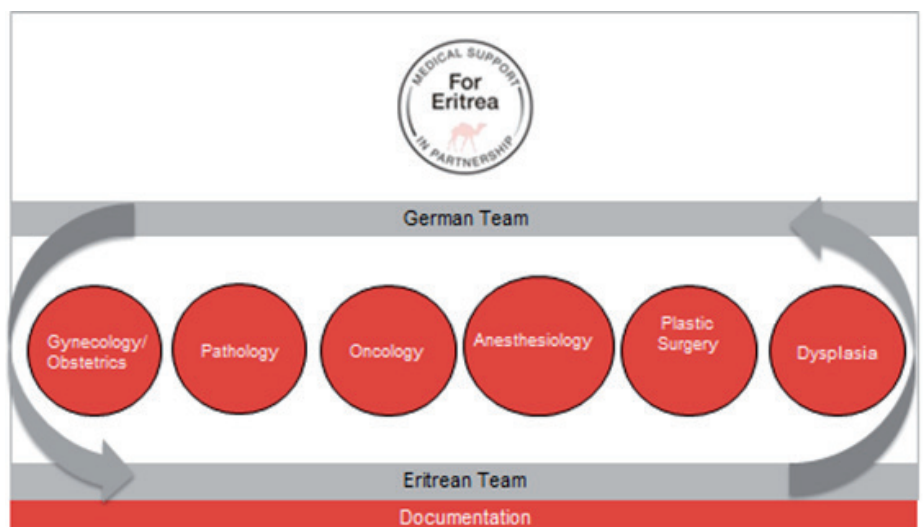 MEDICAL SUPPORT
For
Eritrea
IN PARTNERSHIP
German Team
Gynecology/
Obstetrics
Pathology
Oncology
Anesthesiology
Plastic
Surgery
Dysplasia
Eritrean Team
Documentation